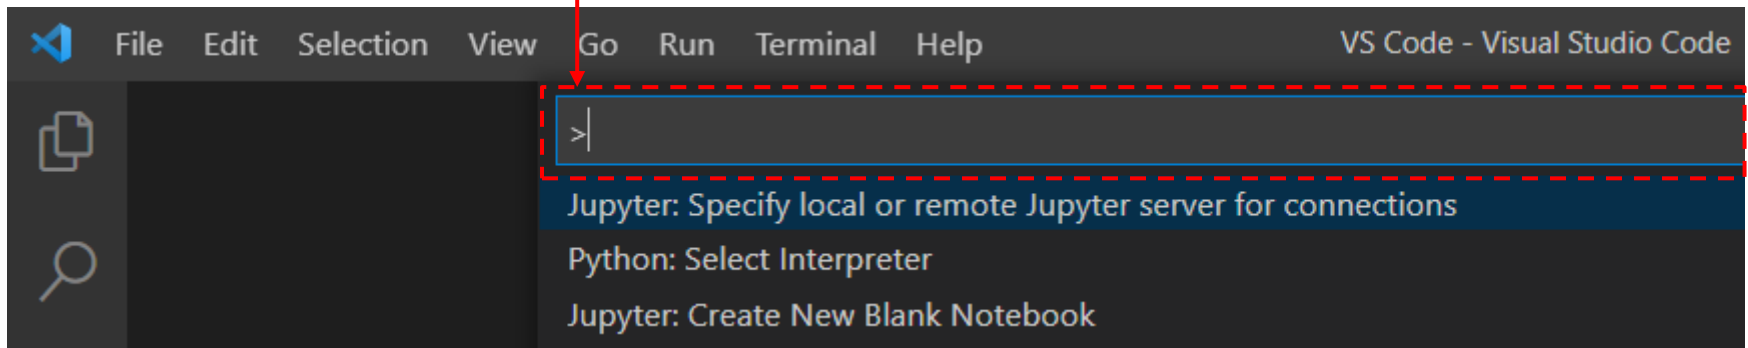 File Edit Selection View Go Run Terminal Help VS Code - Visual Studio Code
>
Jupyter: Specify local or remote Jupyter server for connections
Python: Select Interpreter
Jupyter: Create New Blank Notebook